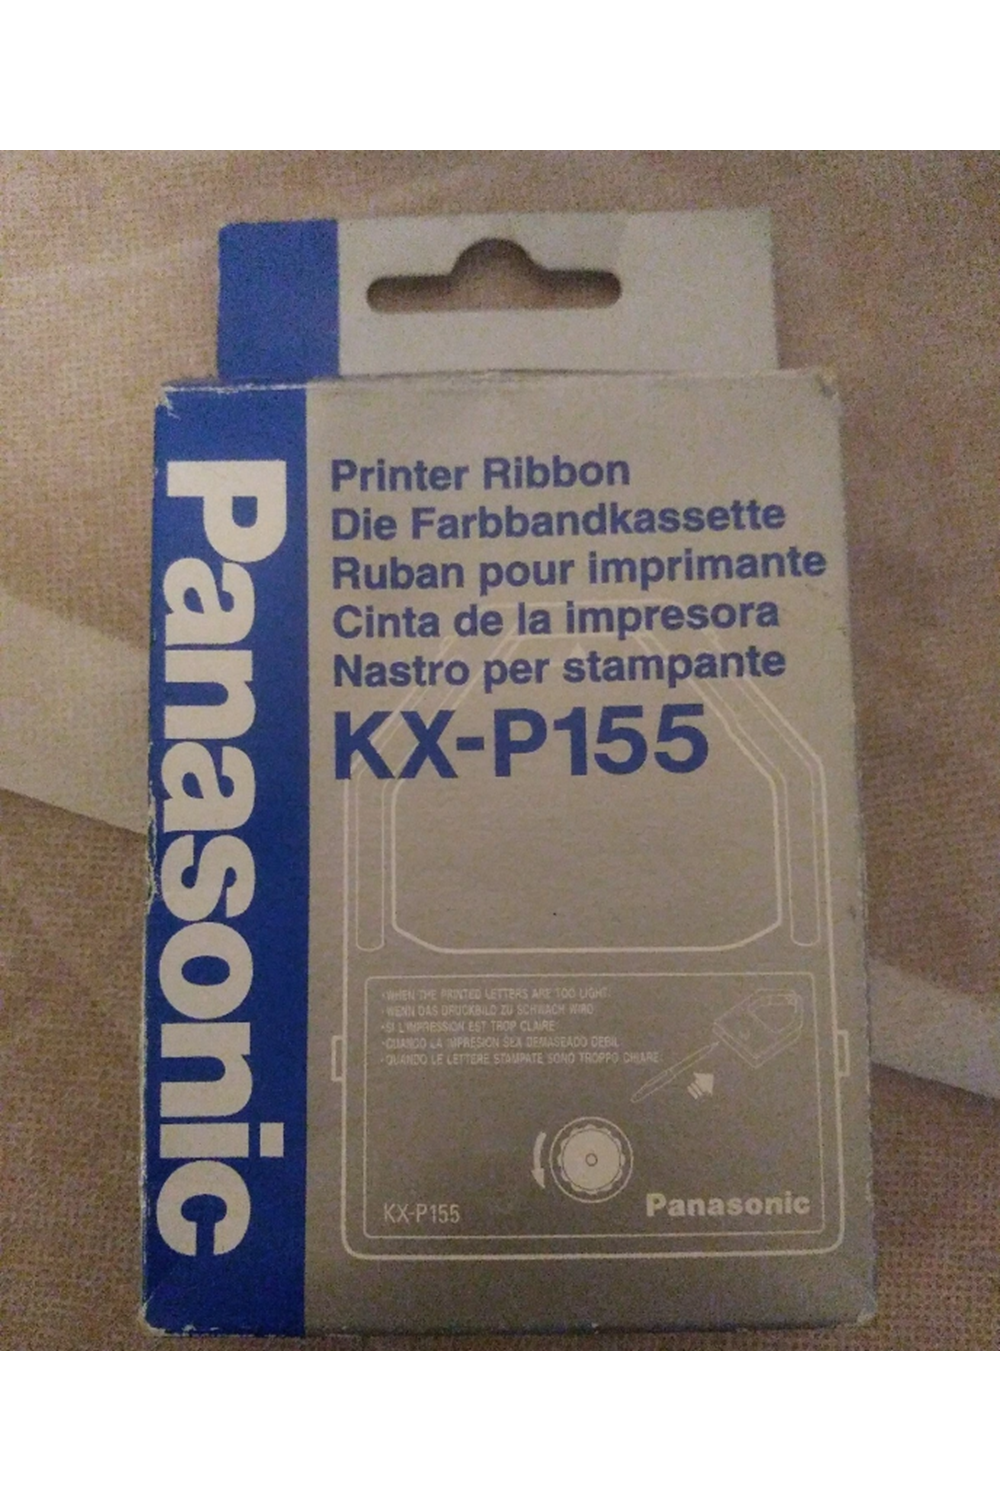 Panasonic
Printer Ribbon
Die Farbbandkassette
Ruban pour imprimante
Cinta de la impresora
Nastro per stampante
KX-P155
•WHEN THE PRINTED LETTERS ARE TOO LIGHT.
•WENN DAS DRUCKBILD ZU SCHWACH WIRD
•SI L'IMPRESSION EST TROP CLAIRE
•CUANDO LA IMPRESION SEA DEMASEADO DEBIL
•QUANDO LE LETTERE STAMPATE SONO TROPPO CHIARE
KX-P155
Panasonic